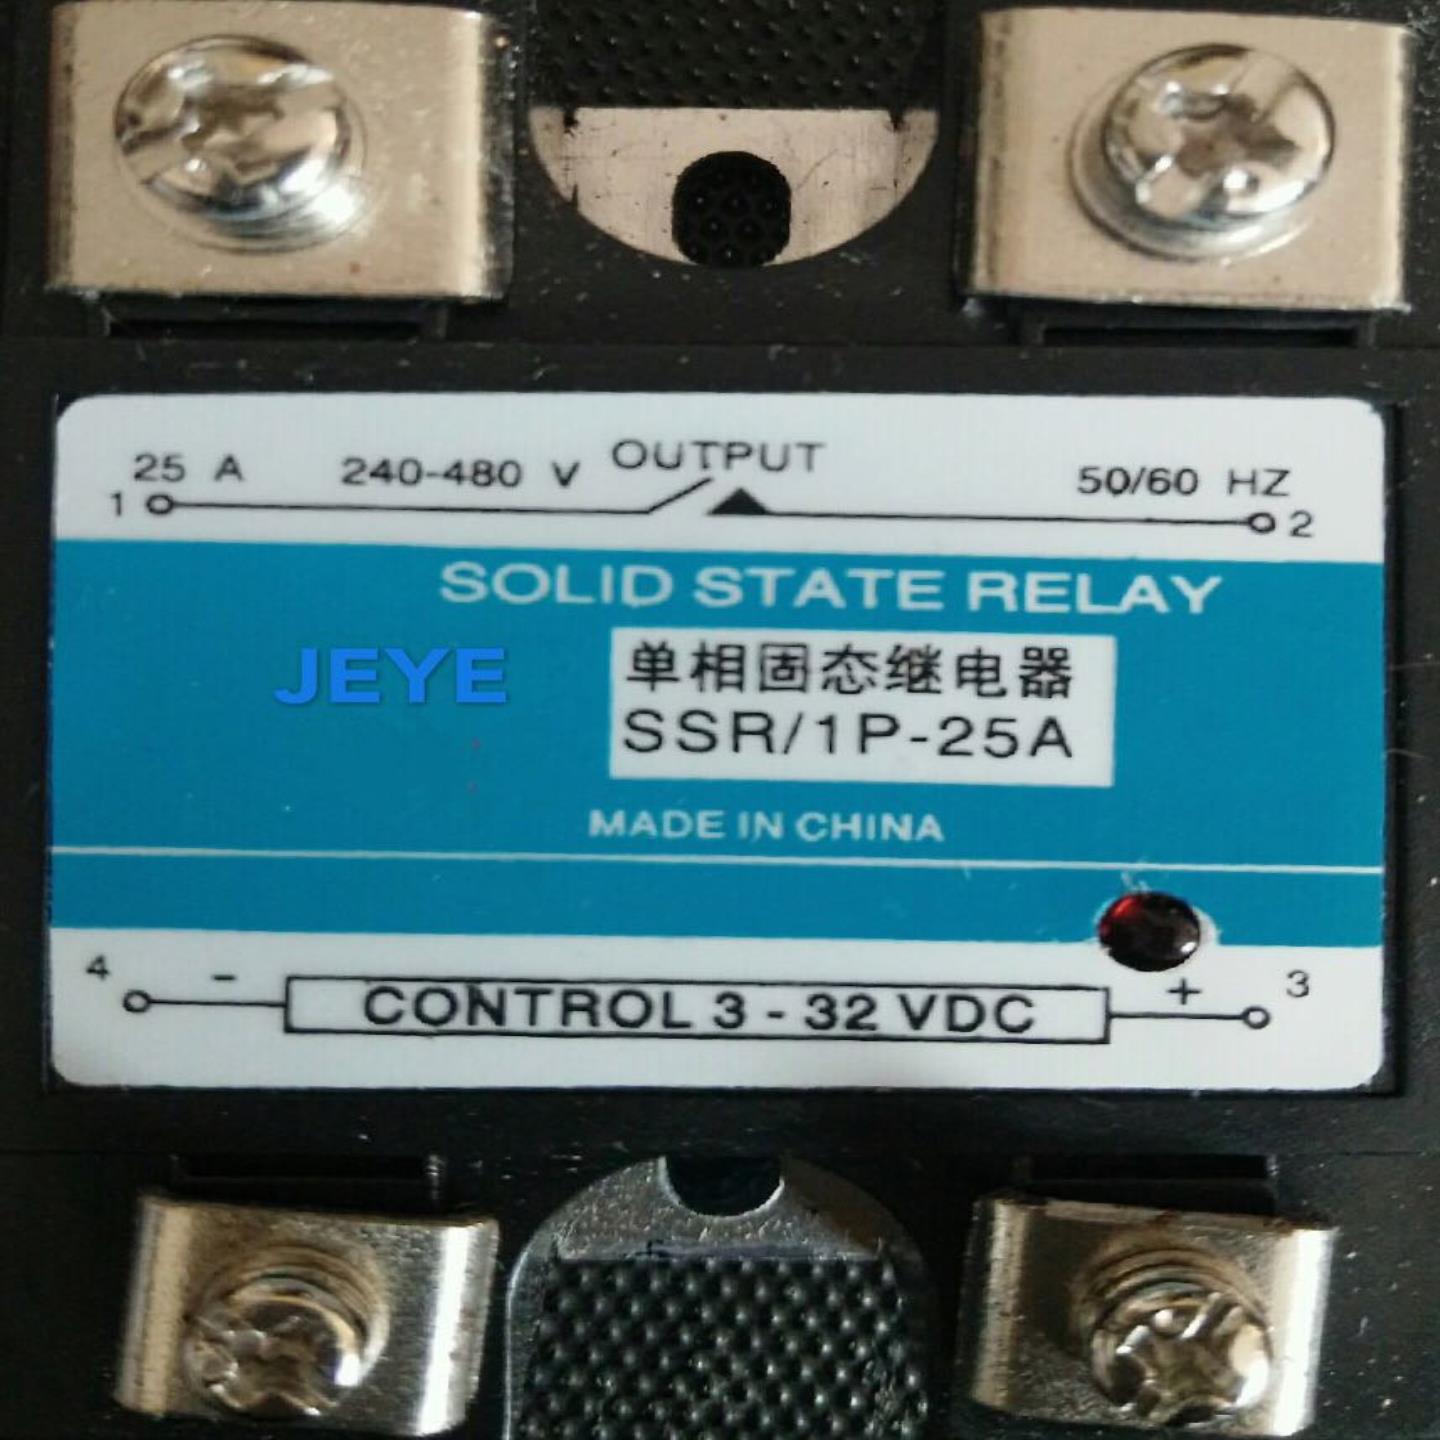 25 A 240-480 V OUTPUT 50/60 HZ
1 2
SOLID STATE RELAY
JEYE
单相固态继电器
SSR/1P-25A
MADE IN CHINA
4 - + 3
CONTROL 3 - 32 VDC